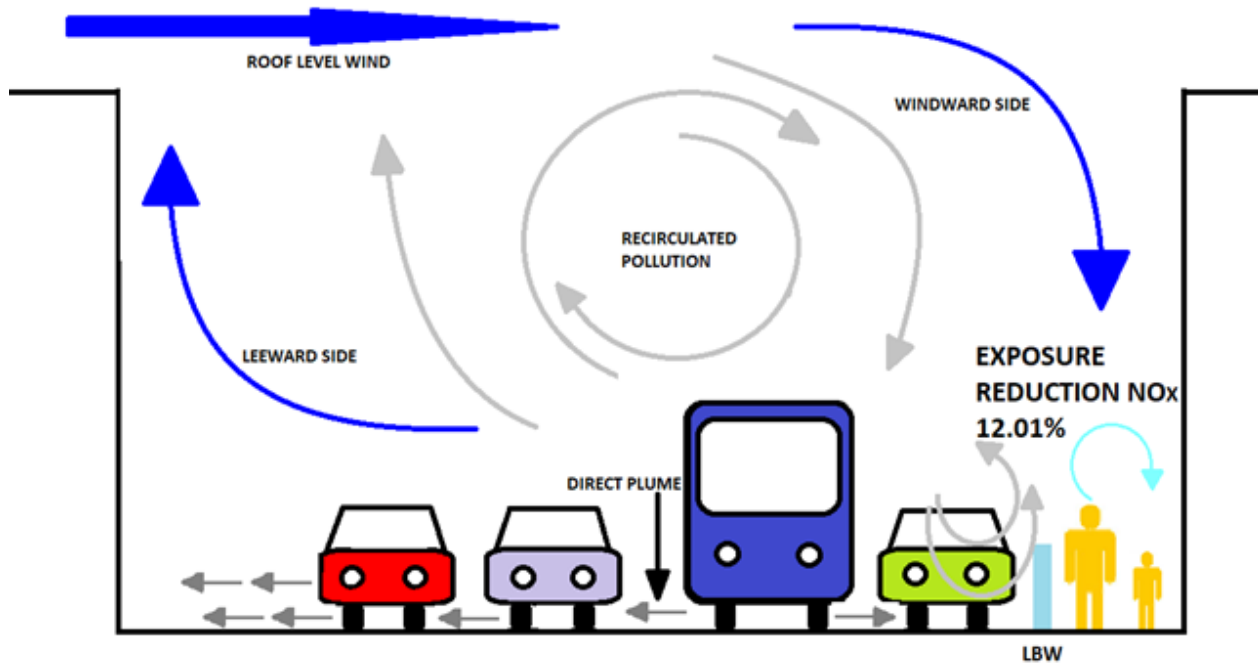 ROOF LEVEL WIND
WINDWARD SIDE
RECIRCULATED
POLLUTION
LEEWARD SIDE
EXPOSURE
REDUCTION NOx
12.01%
DIRECT PLUME
LBW